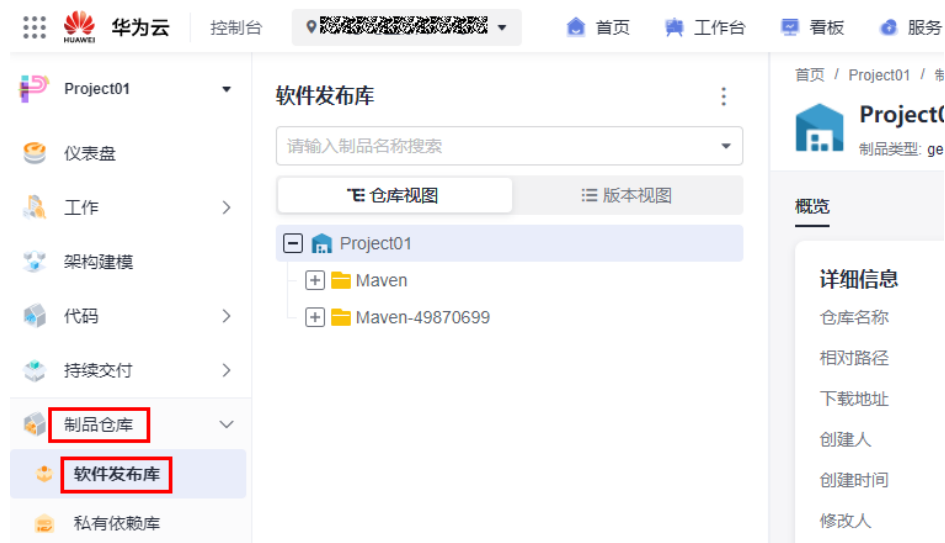 HUAWEI 华为云 控制台 首页 工作台 看板 服务
Project01
仪表盘
工作
架构建模
代码
持续交付
制品仓库
软件发布库
私有依赖库
软件发布库
请输入制品名称搜索
仓库视图 版本视图
Project01
Maven
Maven-49870699
首页 / Project01 /
Project
制品类型: ge
概览
详细信息
仓库名称
相对路径
下载地址
创建人
创建时间
修改人